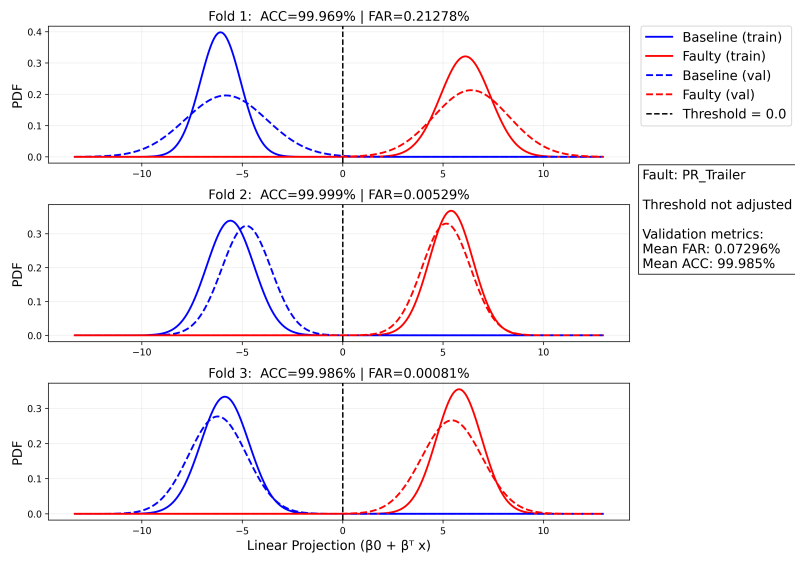 Fold 1:  ACC=99.969% | FAR=0.21278%
PDF
0.4
0.3
0.2
0.1
0.0
−10
−5
0
5
10
Baseline (train)
Faulty (train)
Baseline (val)
Faulty (val)
Threshold = 0.0
Fault: PR_Trailer
Threshold not adjusted
Validation metrics:
Mean FAR: 0.07296%
Mean ACC: 99.985%
Fold 2:  ACC=99.999% | FAR=0.00529%
PDF
0.3
0.2
0.1
0.0
−10
−5
0
5
10
Fold 3:  ACC=99.986% | FAR=0.00081%
PDF
0.3
0.2
0.1
0.0
−10
−5
0
5
10
Linear Projection (β0 + βᵀ x)